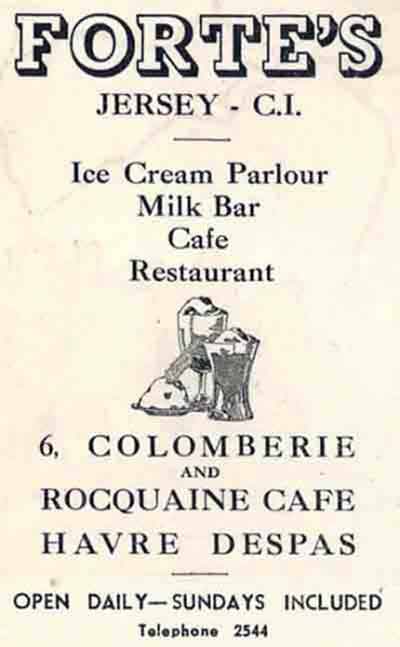 FORTE'S
JERSEY - C.I.
Ice Cream Parlour
Milk Bar
Cafe
Restaurant
6, COLOMBERIE
AND
ROCQUAINE CAFE
HAVRE DESPAS
OPEN DAILY—SUNDAYS INCLUDED
Telephone 2544